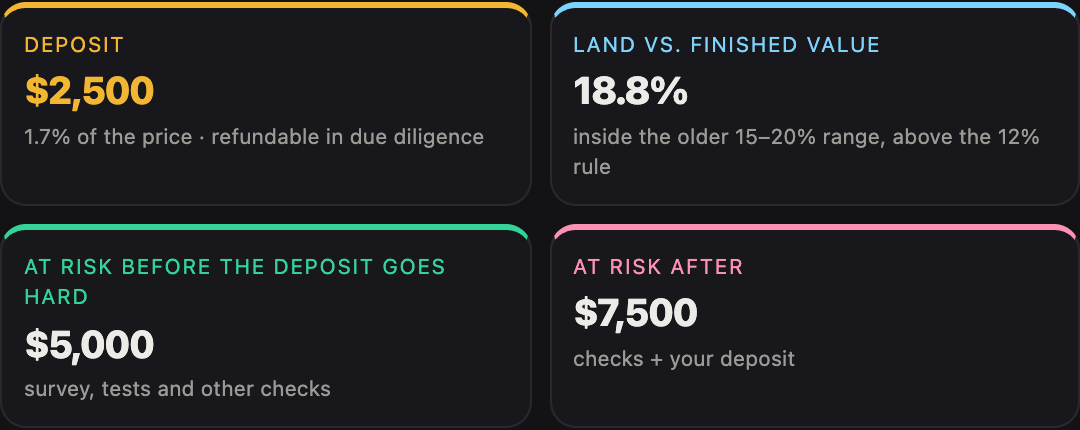 DEPOSIT
$2,500
1.7% of the price · refundable in due diligence
LAND VS. FINISHED VALUE
18.8%
inside the older 15–20% range, above the 12%
rule
AT RISK BEFORE THE DEPOSIT GOES
HARD
$5,000
survey, tests and other checks
AT RISK AFTER
$7,500
checks + your deposit